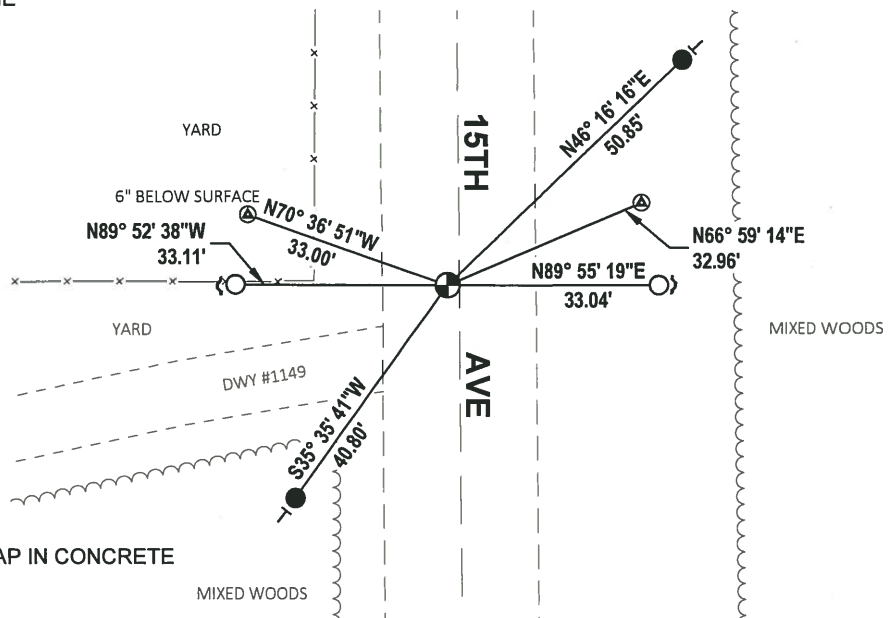 YARD
15TH
N46° 16' 16"E
50.85'
6" BELOW SURFACE
N70° 36' 51"W
33.00'
N89° 52' 38"W
33.11'
N66° 59' 14"E
32.96'
N89° 55' 19"E
33.04'
YARD
MIXED WOODS
DWY #1149
AVE
S35° 35' 41"W
40.80'
AP IN CONCRETE
MIXED WOODS